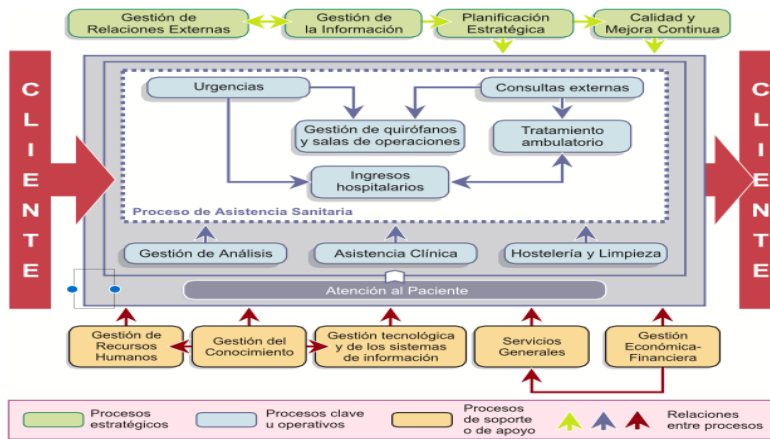 Gestión de
Relaciones Externas
Gestión de
la Información
Planificación
Estratégica
Calidad y
Mejora Continua
CLIENTE
CLIENTE
Urgencias
Consultas externas
Gestión de quirófanos
y salas de operaciones
Tratamiento
ambulatorio
Ingresos
hospitalarios
Proceso de Asistencia Sanitaria
Gestión de Análisis
Asistencia Clínica
Hostelería y Limpieza
Atención al Paciente
Gestión de
Recursos
Humanos
Gestión del
Conocimiento
Gestión tecnológica
y de los sistemas
de información
Servicios
Generales
Gestión
Económica-
Financiera
Procesos
estratégicos
Procesos clave
u operativos
Procesos
de soporte
o de apoyo
Relaciones
entre procesos